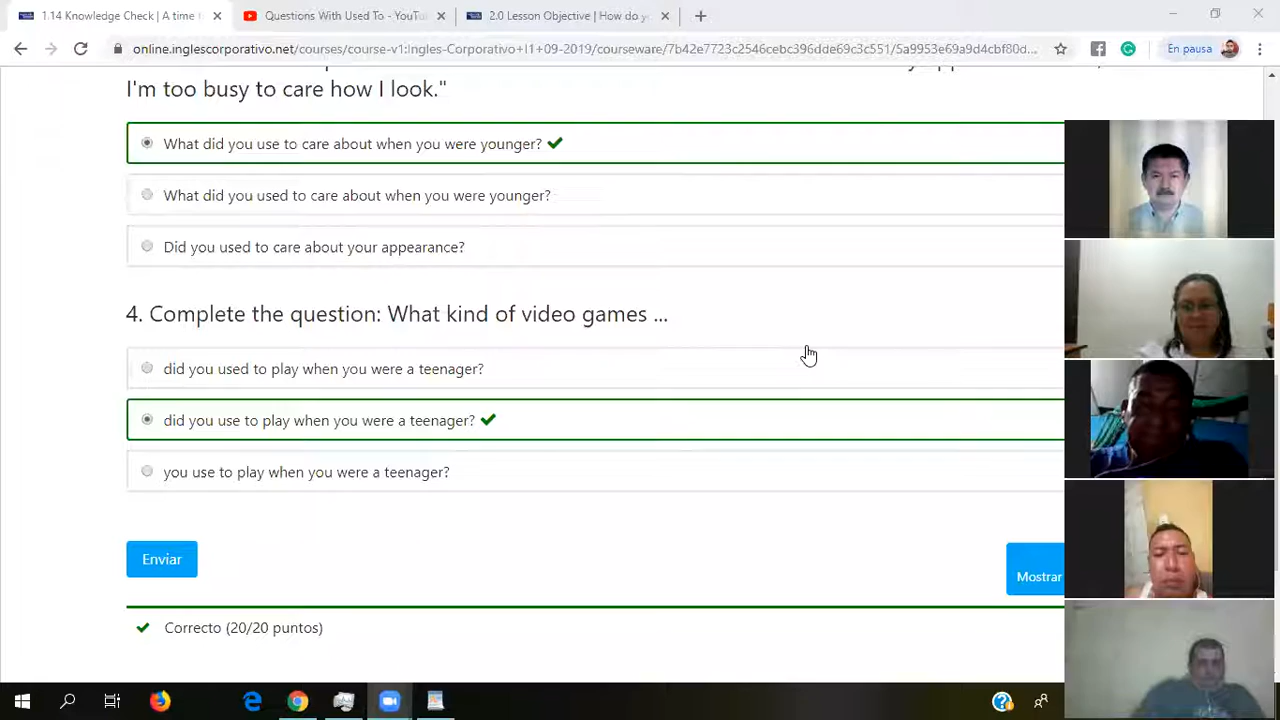 1.14 Knowledge Check | A time t
Questions With Used To - YouTu
2.0 Lesson Objective | How do y
online.inglescorporativo.net/courses/course-v1:Ingles-Corporativo+I1+09-2019/courseware/7b42e7723c2546cebc396dde69c3c551/5a9953e69a9d4cbf80d...
En pausa
I'm too busy to care how I look."
What did you use to care about when you were younger?
What did you used to care about when you were younger?
Did you used to care about your appearance?
4. Complete the question: What kind of video games ...
did you used to play when you were a teenager?
did you use to play when you were a teenager?
you use to play when you were a teenager?
Enviar
Mostrar
Correcto (20/20 puntos)